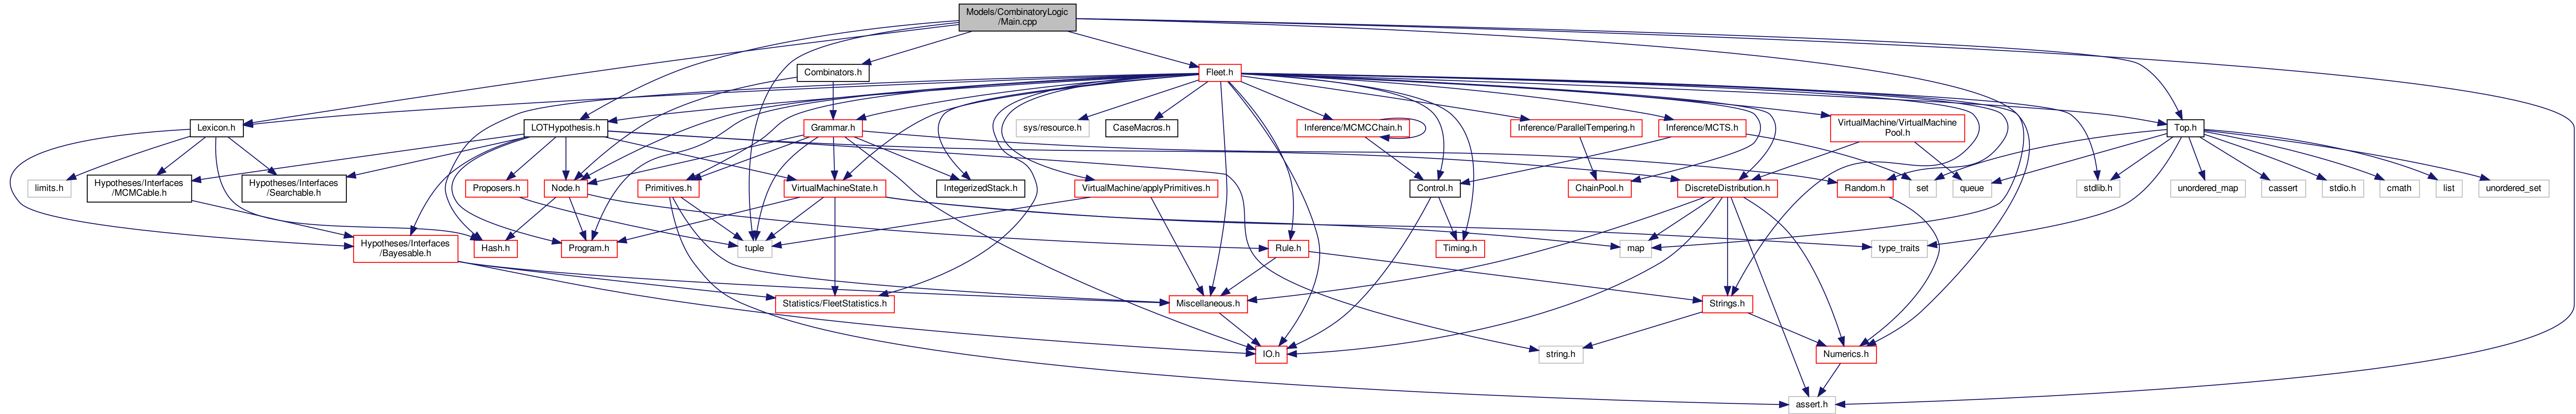 Models/CombinatoryLogic
/Main.cpp
Combinators.h
Fleet.h
Lexicon.h
LOTHypothesis.h
Grammar.h
sys/resource.h
CaseMacros.h
Inference/MCMCChain.h
Inference/ParallelTempering.h
Inference/MCTS.h
VirtualMachine/VirtualMachine
Pool.h
Top.h
limits.h
Hypotheses/Interfaces
/MCMCable.h
Hypotheses/Interfaces
/Searchable.h
Proposers.h
Node.h
Primitives.h
VirtualMachineState.h
IntegerizedStack.h
VirtualMachine/applyPrimitives.h
Control.h
ChainPool.h
DiscreteDistribution.h
Random.h
set
queue
stdlib.h
unordered_map
cassert
stdio.h
cmath
list
unordered_set
Hypotheses/Interfaces
/Bayesable.h
Hash.h
Program.h
tuple
Rule.h
Timing.h
map
type_traits
Statistics/FleetStatistics.h
Miscellaneous.h
Strings.h
IO.h
string.h
Numerics.h
assert.h